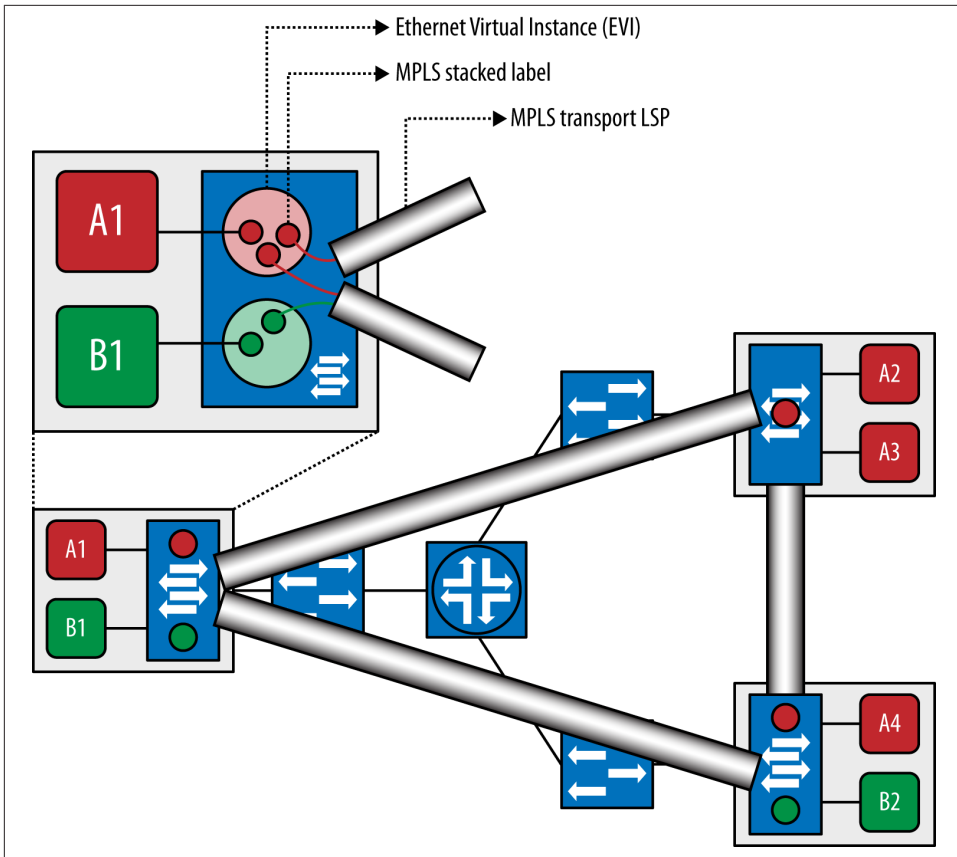 Ethernet Virtual Instance (EVI)
MPLS stacked label
MPLS transport LSP
A1
B1
A2
A3
A1
B1
A4
B2